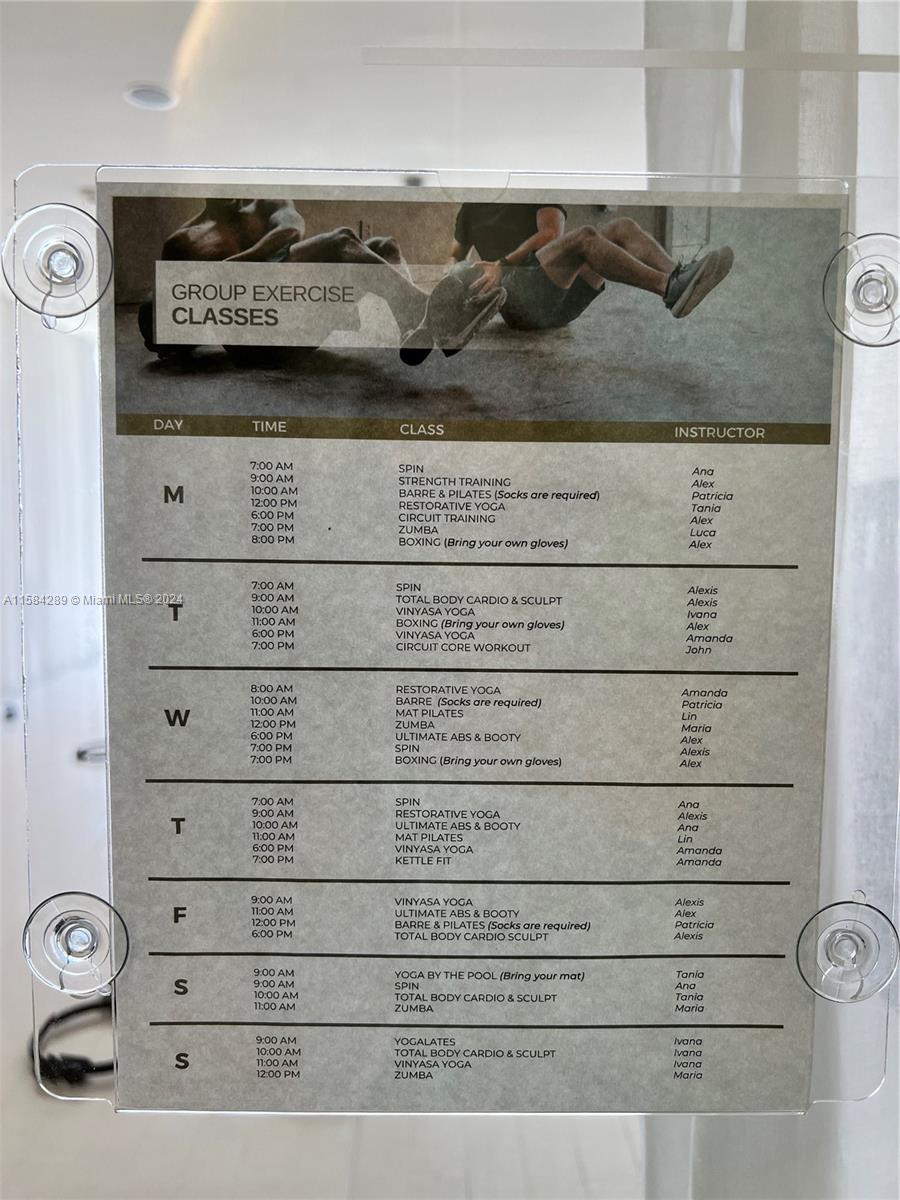 GROUP EXERCISE
CLASSES
DAY TIME CLASS INSTRUCTOR
M
7:00 AM SPIN Ana
9:00 AM STRENGTH TRAINING Alex
10:00 AM BARRE & PILATES (Socks are required) Patricia
12:00 PM RESTORATIVE YOGA Tania
6:00 PM CIRCUIT TRAINING Alex
7:00 PM ZUMBA Luca
8:00 PM BOXING (Bring your own gloves) Alex
A11584289 © Miami MLS® 2024
T
7:00 AM SPIN Alexis
9:00 AM TOTAL BODY CARDIO & SCULPT Alexis
10:00 AM VINYASA YOGA Ivana
11:00 AM BOXING (Bring your own gloves) Alex
6:00 PM VINYASA YOGA Amanda
7:00 PM CIRCUIT CORE WORKOUT John
W
8:00 AM RESTORATIVE YOGA Amanda
10:00 AM BARRE (Socks are required) Patricia
11:00 AM MAT PILATES Lin
12:00 PM ZUMBA Maria
6:00 PM ULTIMATE ABS & BOOTY Alex
7:00 PM SPIN Alexis
7:00 PM BOXING (Bring your own gloves) Alex
T
7:00 AM SPIN Ana
9:00 AM RESTORATIVE YOGA Alexis
10:00 AM ULTIMATE ABS & BOOTY Ana
11:00 AM MAT PILATES Lin
6:00 PM VINYASA YOGA Amanda
7:00 PM KETTLE FIT Amanda
F
9:00 AM VINYASA YOGA Alexis
11:00 AM ULTIMATE ABS & BOOTY Alex
12:00 PM BARRE & PILATES (Socks are required) Patricia
6:00 PM TOTAL BODY CARDIO SCULPT Alexis
S
9:00 AM YOGA BY THE POOL (Bring your mat) Tania
9:00 AM SPIN Ana
10:00 AM TOTAL BODY CARDIO & SCULPT Tania
11:00 AM ZUMBA Maria
S
9:00 AM YOGALATES Ivana
10:00 AM TOTAL BODY CARDIO & SCULPT Ivana
11:00 AM VINYASA YOGA Ivana
12:00 PM ZUMBA Maria